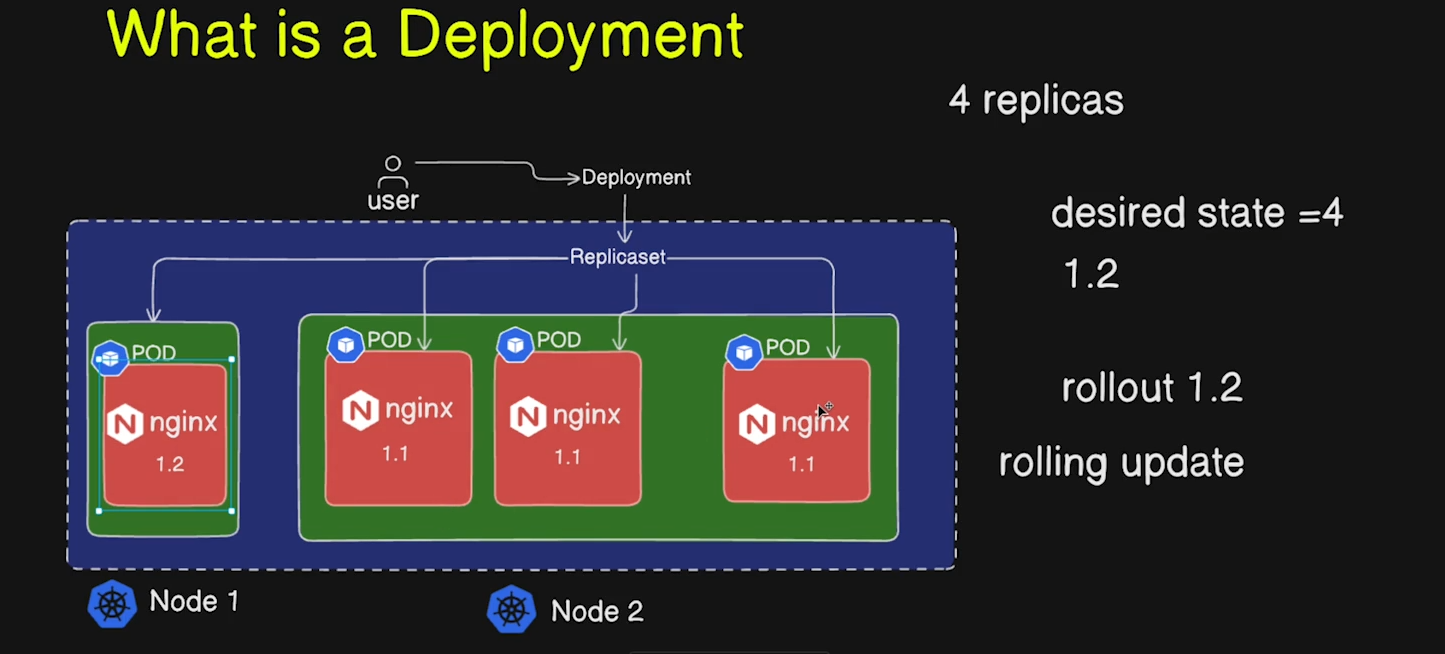 What is a Deployment
4 replicas
user
Deployment
desired state =4
Replicaset
1.2
POD
nginx
1.2
POD
nginx
1.1
POD
nginx
1.1
POD
nginx
1.1
rollout 1.2
rolling update
Node 1
Node 2